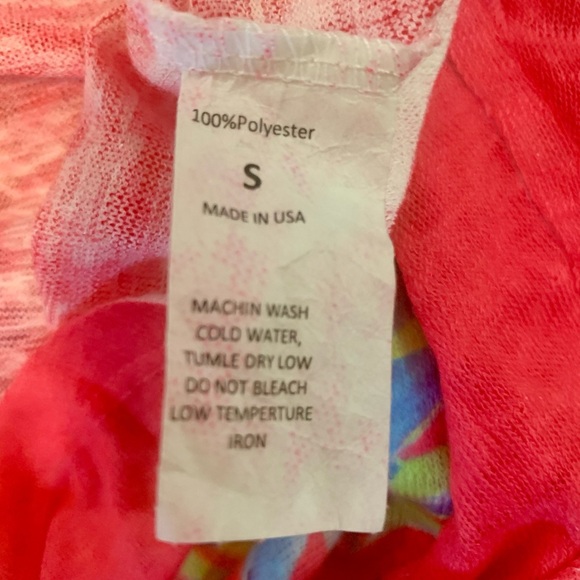 100%Polyester
S
MADE IN USA
MACHIN WASH
COLD WATER,
TUMLE DRY LOW
DO NOT BLEACH
LOW TEMPERTURE
IRON